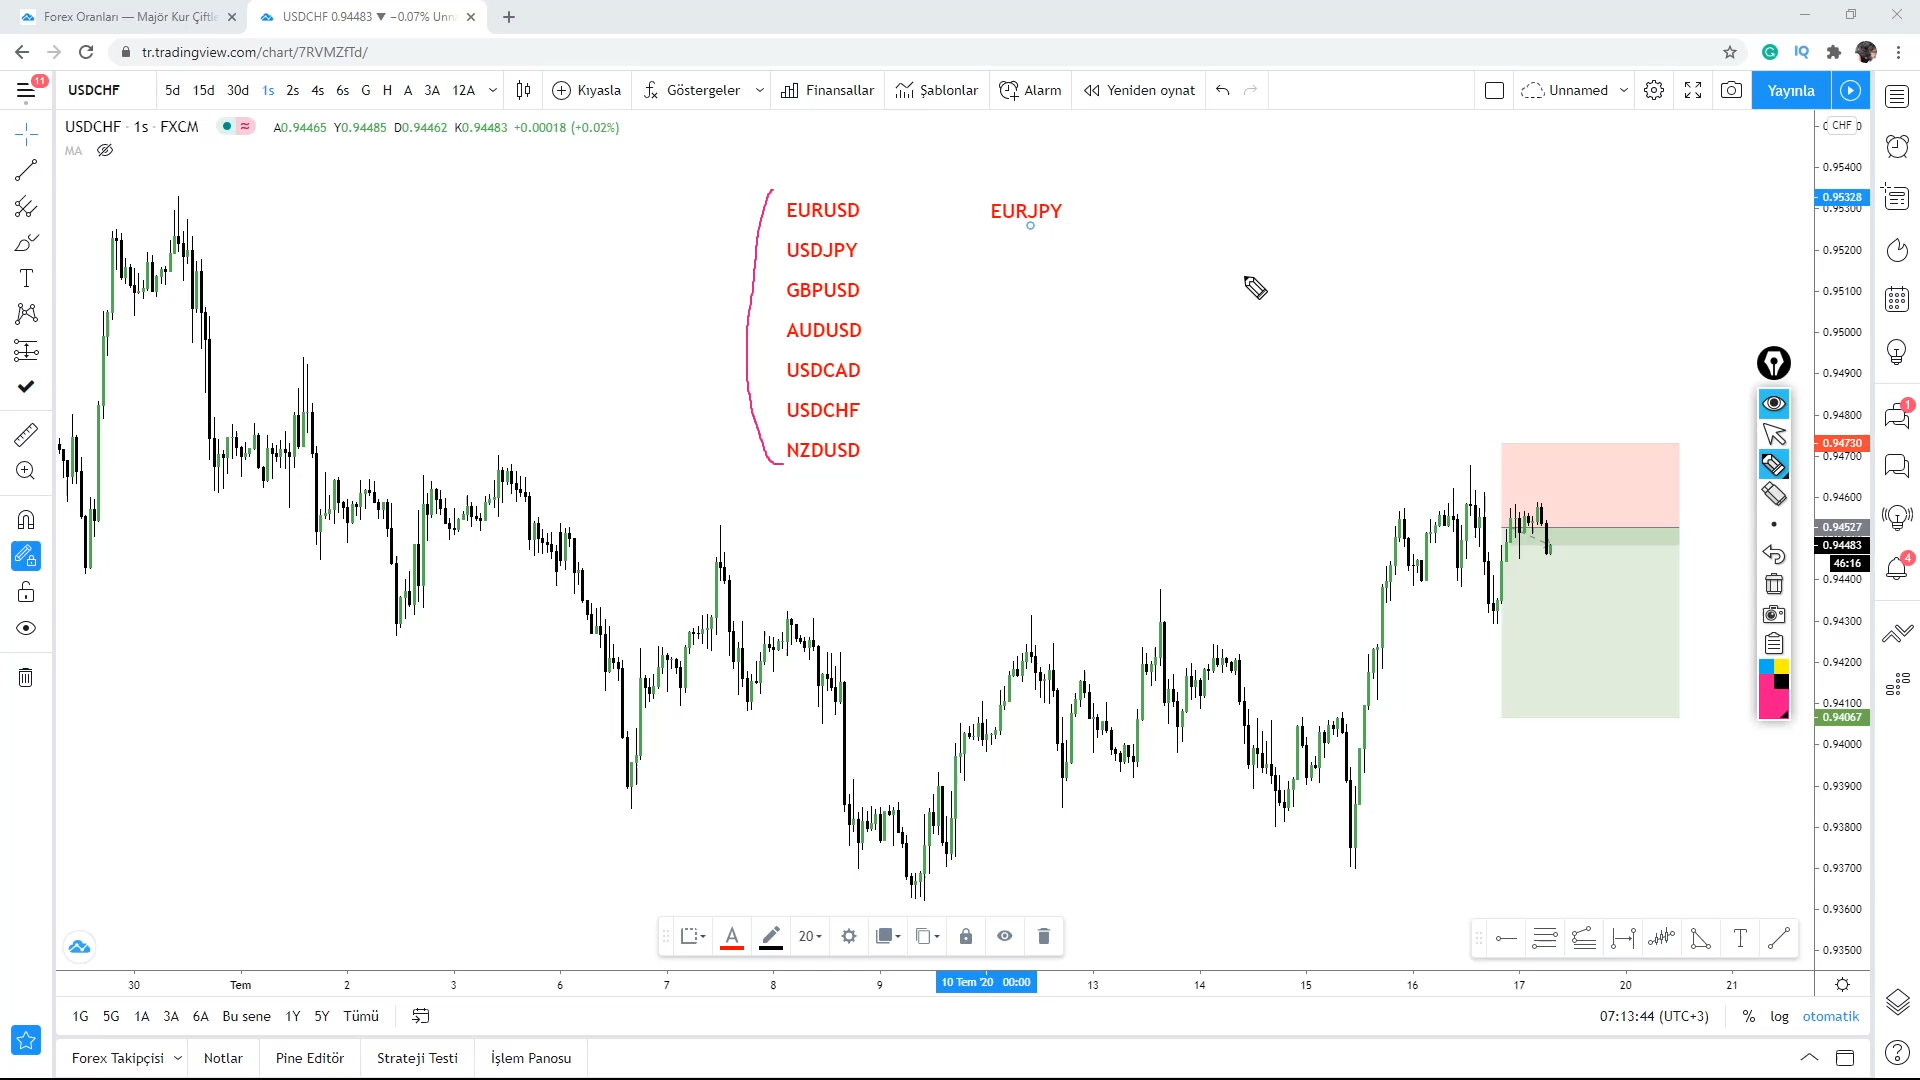 Forex Oranları — Majör Kur Çiftle
USDCHF 0.94483 ▼ −0.07% Unna
tr.tradingview.com/chart/7RVMZfTd/
11
USDCHF 5d 15d 30d 1s 2s 4s 6s G H A 3A 12A Kıyasla Göstergeler Finansallar Şablonlar Alarm Yeniden oynat Unnamed Yayınla
USDCHF · 1s · FXCM A0.94465 Y0.94485 D0.94462 K0.94483 +0.00018 (+0.02%)
CHF
MA
0.95400
0.95328
0.95300
EURUSD EURJPY
USDJPY
0.95200
GBPUSD
0.95100
AUDUSD
0.95000
USDCAD
0.94900
USDCHF
0.94800
1
NZDUSD
0.94730
0.94700
0.94600
0.94527
0.94483
46:16
4
0.94400
0.94300
0.94200
0.94100
0.94067
0.94000
0.93900
0.93800
0.93700
0.93600
0.93500
20
30 Tem 2 3 6 7 8 9 10 Tem '20 00:00 13 14 15 16 17 20 21
1G 5G 1A 3A 6A Bu sene 1Y 5Y Tümü 07:13:44 (UTC+3) % log otomatik
Forex Takipçisi Notlar Pine Editör Strateji Testi İşlem Panosu